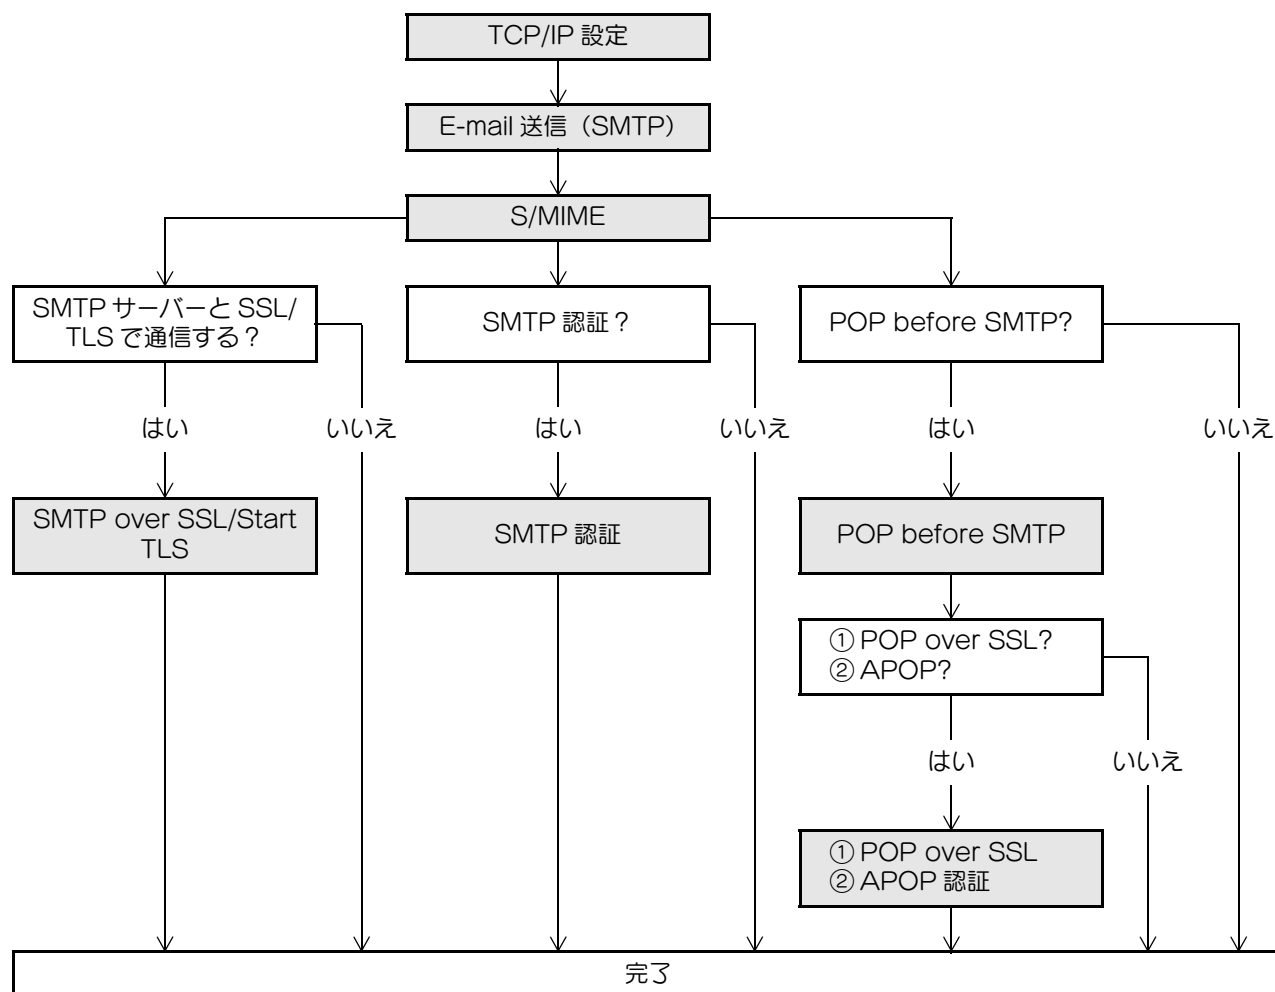 TCP/IP 設定
E-mail 送信（SMTP）
S/MIME
SMTP サーバーと SSL/
TLS で通信する？
SMTP 認証？
POP before SMTP?
はい
いいえ
はい
いいえ
はい
いいえ
SMTP over SSL/Start
TLS
SMTP 認証
POP before SMTP
① POP over SSL?
② APOP?
はい
いいえ
① POP over SSL
② APOP 認証
完了